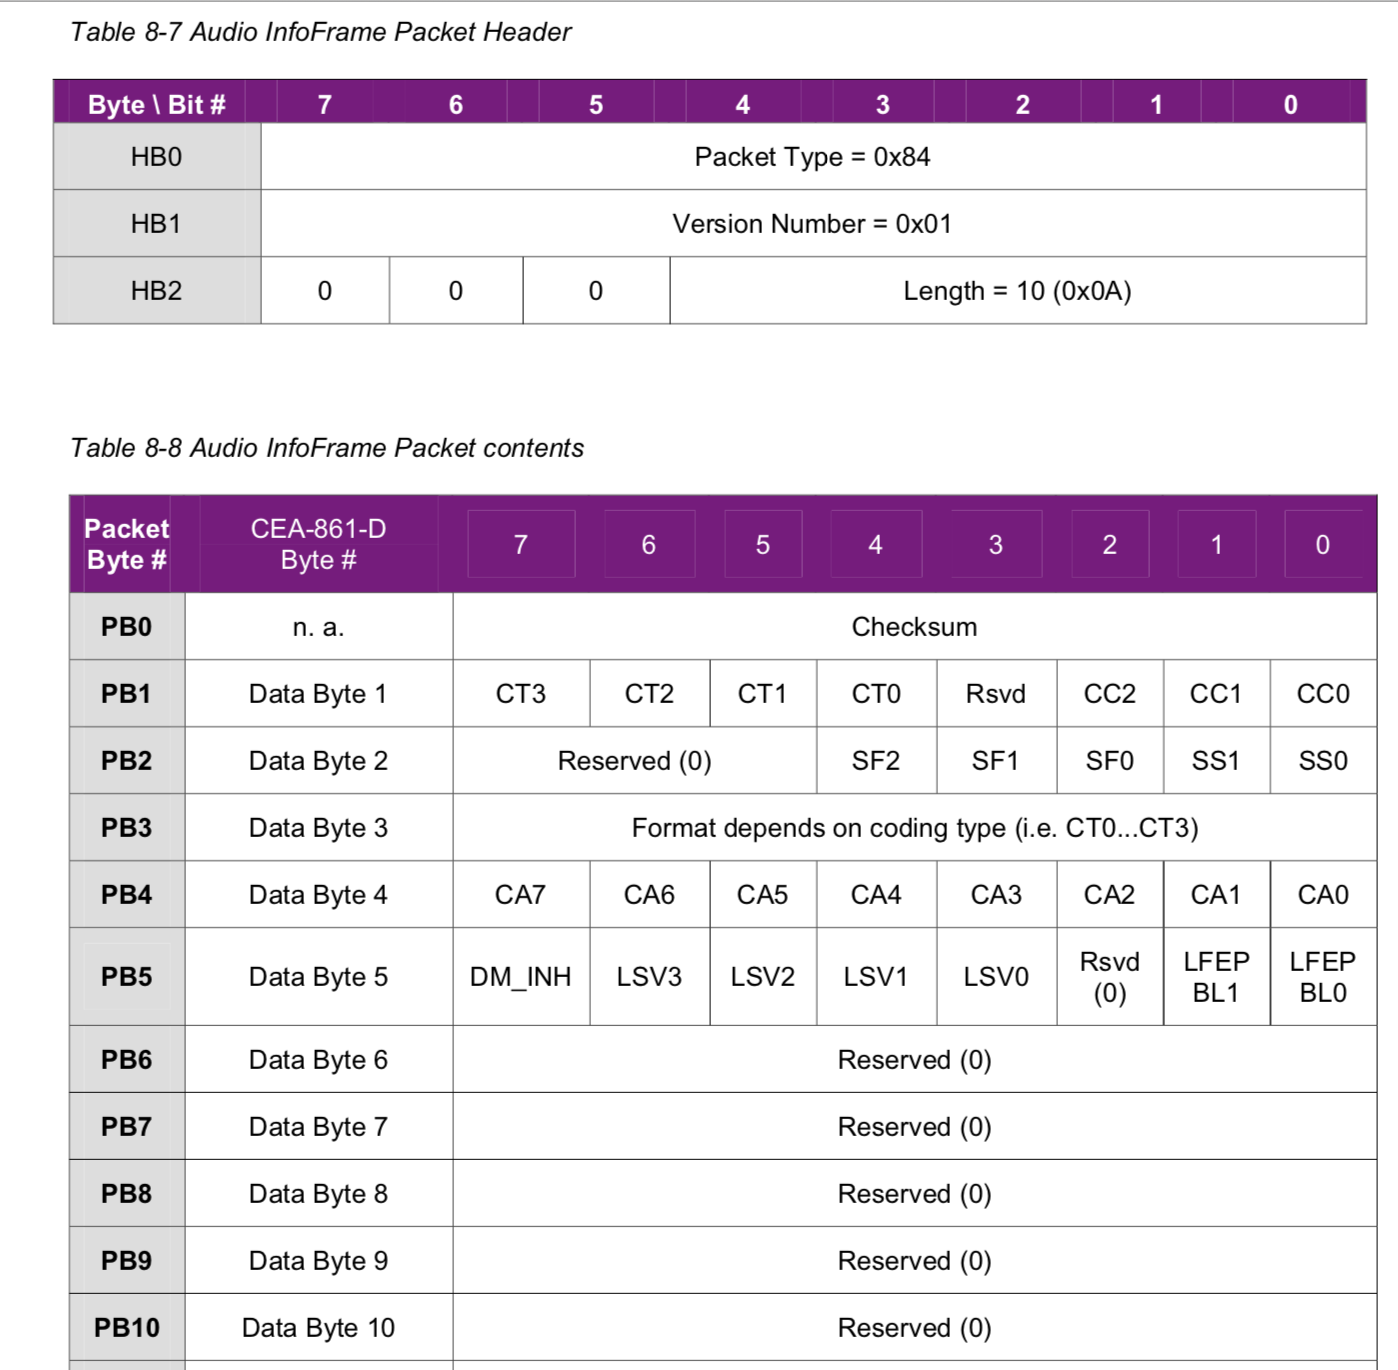 Table 8-7 Audio InfoFrame Packet Header
Byte \ Bit # 7 6 5 4 3 2 1 0
HB0 Packet Type = 0x84
HB1 Version Number = 0x01
HB2 0 0 0 Length = 10 (0x0A)
Table 8-8 Audio InfoFrame Packet contents
Packet Byte # CEA-861-D Byte # 7 6 5 4 3 2 1 0
PB0 n. a. Checksum
PB1 Data Byte 1 CT3 CT2 CT1 CT0 Rsvd CC2 CC1 CC0
PB2 Data Byte 2 Reserved (0) SF2 SF1 SF0 SS1 SS0
PB3 Data Byte 3 Format depends on coding type (i.e. CT0...CT3)
PB4 Data Byte 4 CA7 CA6 CA5 CA4 CA3 CA2 CA1 CA0
PB5 Data Byte 5 DM_INH LSV3 LSV2 LSV1 LSV0 Rsvd (0) LFEP BL1 LFEP BL0
PB6 Data Byte 6 Reserved (0)
PB7 Data Byte 7 Reserved (0)
PB8 Data Byte 8 Reserved (0)
PB9 Data Byte 9 Reserved (0)
PB10 Data Byte 10 Reserved (0)